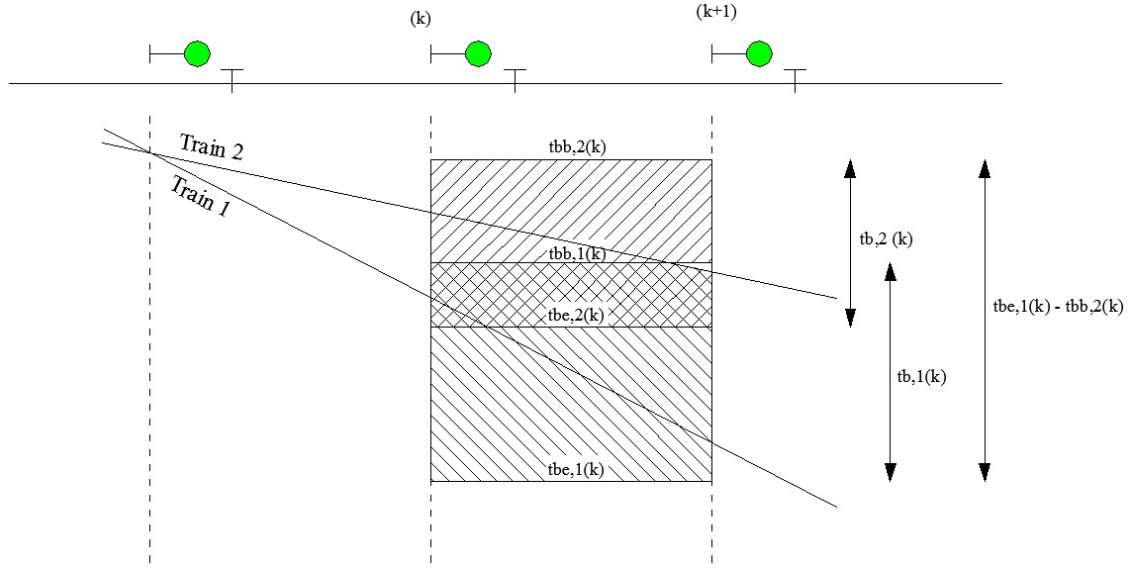 (k)
(k+1)
Train 2
Train 1
tbb,2(k)
tbb,1(k)
tbe,2(k)
tbe,1(k)
tb,2 (k)
tb,1(k)
tbe,1(k) - tbb,2(k)